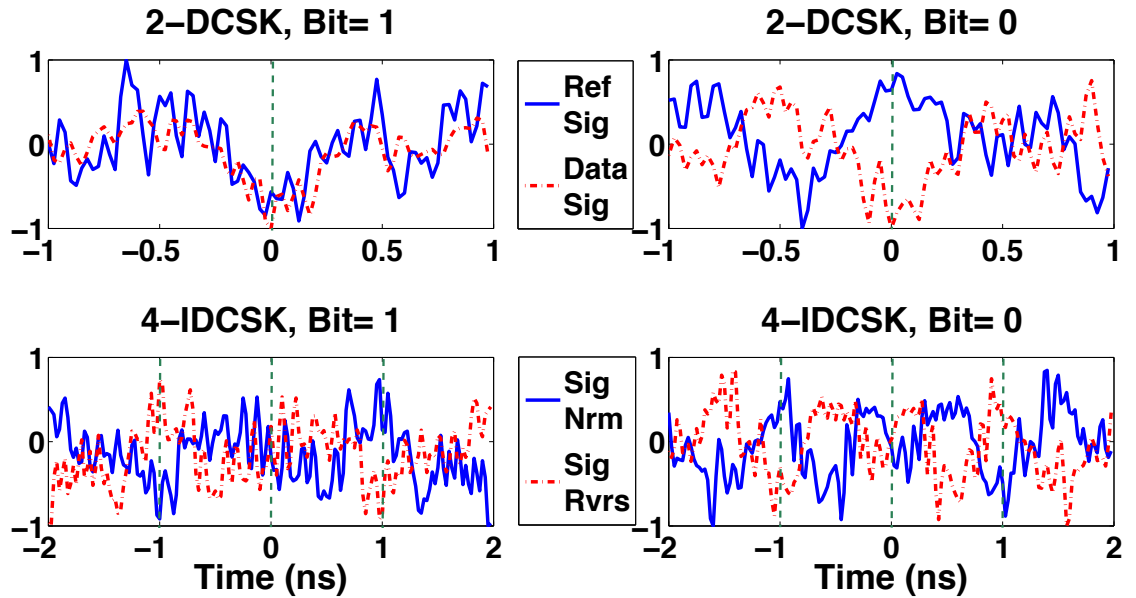 2−DCSK, Bit= 1
2−DCSK, Bit= 0
1
0
−1
−1
−0.5
0
0.5
1
Ref
Sig
Data
Sig
1
0
−1
−1
−0.5
0
0.5
1
4−IDCSK, Bit= 1
4−IDCSK, Bit= 0
1
0
−1
−2
−1
0
1
2
Time (ns)
Sig
Nrm
Sig
Rvrs
1
0
−1
−2
−1
0
1
2
Time (ns)